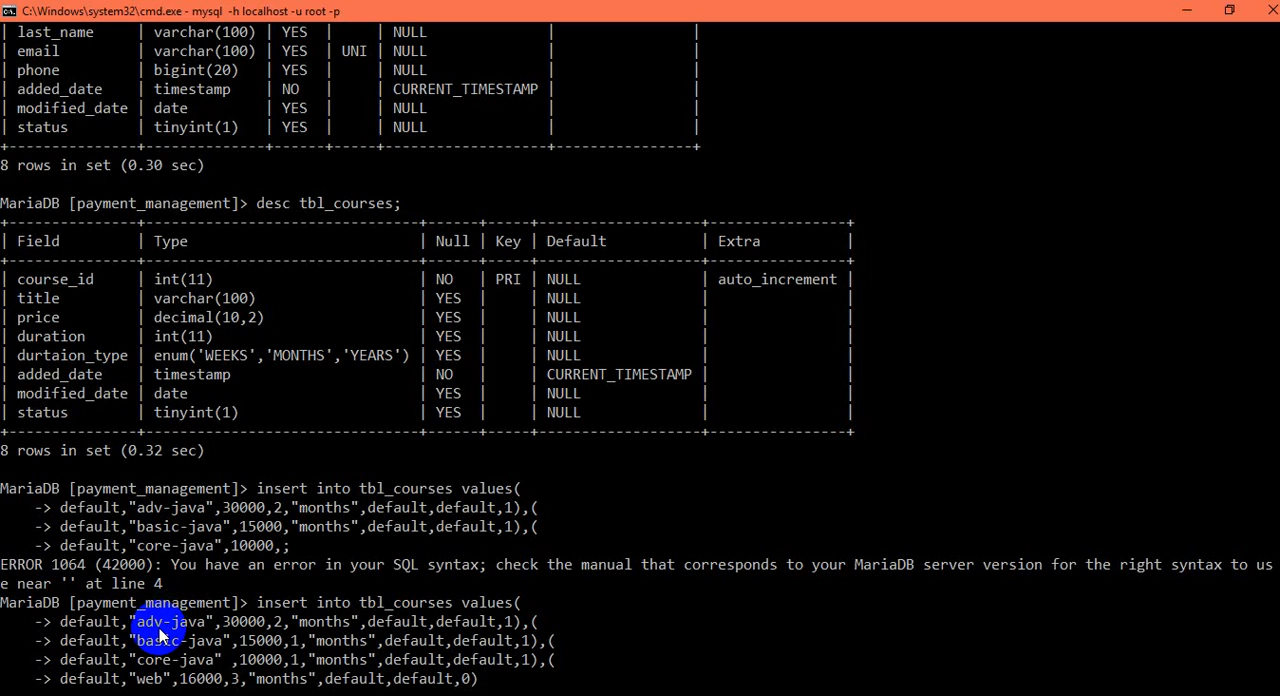 C:\Windows\system32\cmd.exe - mysql -h localhost -u root -p
| last_name | varchar(100) | YES | | NULL | |
| email | varchar(100) | YES | UNI | NULL | |
| phone | bigint(20) | YES | | NULL | |
| added_date | timestamp | NO | | CURRENT_TIMESTAMP | |
| modified_date | date | YES | | NULL | |
| status | tinyint(1) | YES | | NULL | |
+---------------+--------------+------+-----+-------------------+----------------+
8 rows in set (0.30 sec)
MariaDB [payment_management]> desc tbl_courses;
+---------------+--------------------------------+------+-----+-------------------+----------------+
| Field | Type | Null | Key | Default | Extra |
+---------------+--------------------------------+------+-----+-------------------+----------------+
| course_id | int(11) | NO | PRI | NULL | auto_increment |
| title | varchar(100) | YES | | NULL | |
| price | decimal(10,2) | YES | | NULL | |
| duration | int(11) | YES | | NULL | |
| durtaion_type | enum('WEEKS','MONTHS','YEARS') | YES | | NULL | |
| added_date | timestamp | NO | | CURRENT_TIMESTAMP | |
| modified_date | date | YES | | NULL | |
| status | tinyint(1) | YES | | NULL | |
+---------------+--------------------------------+------+-----+-------------------+----------------+
8 rows in set (0.32 sec)
MariaDB [payment_management]> insert into tbl_courses values(
-> default,"adv-java",30000,2,"months",default,default,1),(
-> default,"basic-java",15000,"months",default,default,1),(
-> default,"core-java",10000,;
ERROR 1064 (42000): You have an error in your SQL syntax; check the manual that corresponds to your MariaDB server version for the right syntax to us
e near '' at line 4
MariaDB [payment_management]> insert into tbl_courses values(
-> default,"adv-java",30000,2,"months",default,default,1),(
-> default,"basic-java",15000,1,"months",default,default,1),(
-> default,"core-java" ,10000,1,"months",default,default,1),(
-> default,"web",16000,3,"months",default,default,0)